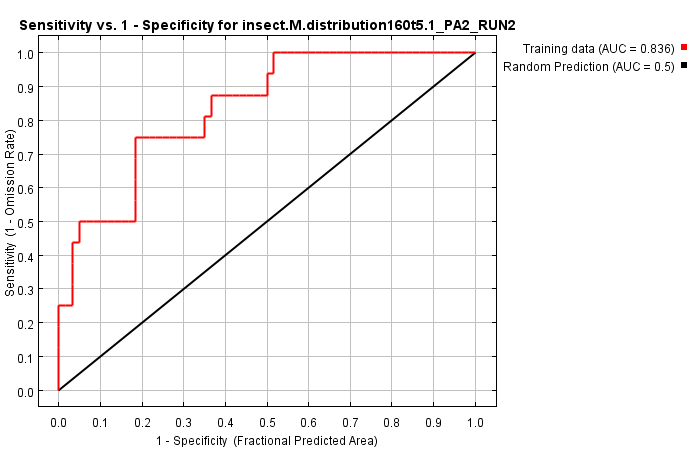 Sensitivity vs. 1 - Specificity for insect.M.distribution160t5.1_PA2_RUN2
Training data (AUC = 0.836)
Random Prediction (AUC = 0.5)
Sensitivity (1 - Omission Rate)
1.0
0.9
0.8
0.7
0.6
0.5
0.4
0.3
0.2
0.1
0.0
0.0 0.1 0.2 0.3 0.4 0.5 0.6 0.7 0.8 0.9 1.0
1 - Specificity (Fractional Predicted Area)